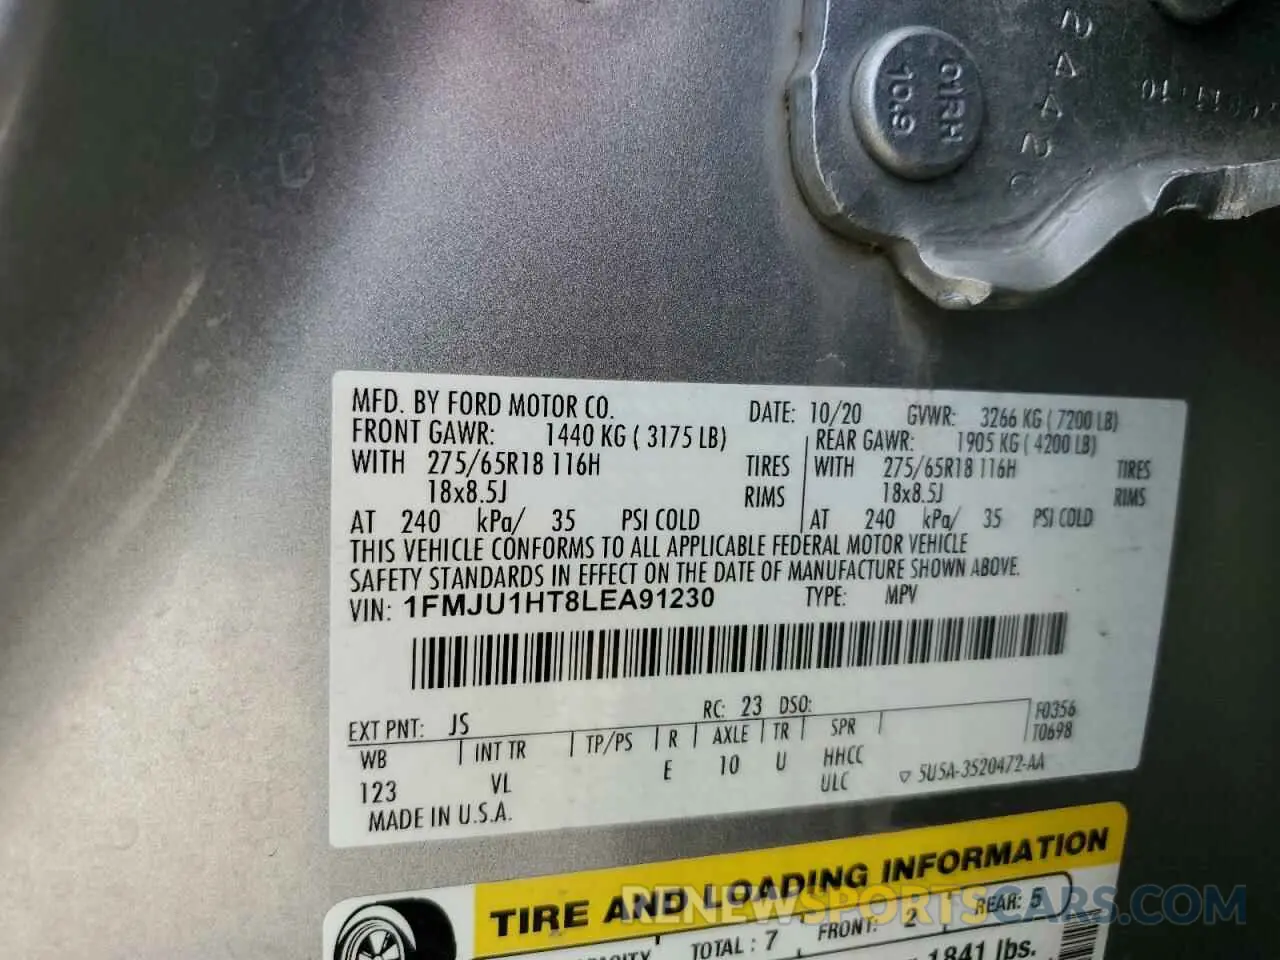 01RH
10.9
2442
MFD. BY FORD MOTOR CO. DATE: 10/20 GVWR: 3266 KG ( 7200 LB)
FRONT GAWR: 1440 KG ( 3175 LB) REAR GAWR: 1905 KG ( 4200 LB)
WITH 275/65R18 116H TIRES WITH 275/65R18 116H TIRES
18x8.5J RIMS 18x8.5J RIMS
AT 240 kPa/ 35 PSI COLD AT 240 kPa/ 35 PSI COLD
THIS VEHICLE CONFORMS TO ALL APPLICABLE FEDERAL MOTOR VEHICLE
SAFETY STANDARDS IN EFFECT ON THE DATE OF MANUFACTURE SHOWN ABOVE.
VIN: 1FMJU1HT8LEA91230 TYPE: MPV
EXT PNT: JS RC: 23 DSO: F0356
WB INT TR TP/PS R AXLE TR SPR T0698
123 VL E 10 U HHCC
ULC 5U5A-3520472-AA
MADE IN U.S.A.
TIRE AND LOADING INFORMATION
TOTAL : 7 FRONT: 2 REAR: 5
1841 lbs.
RENEWSPORTSCARS.COM